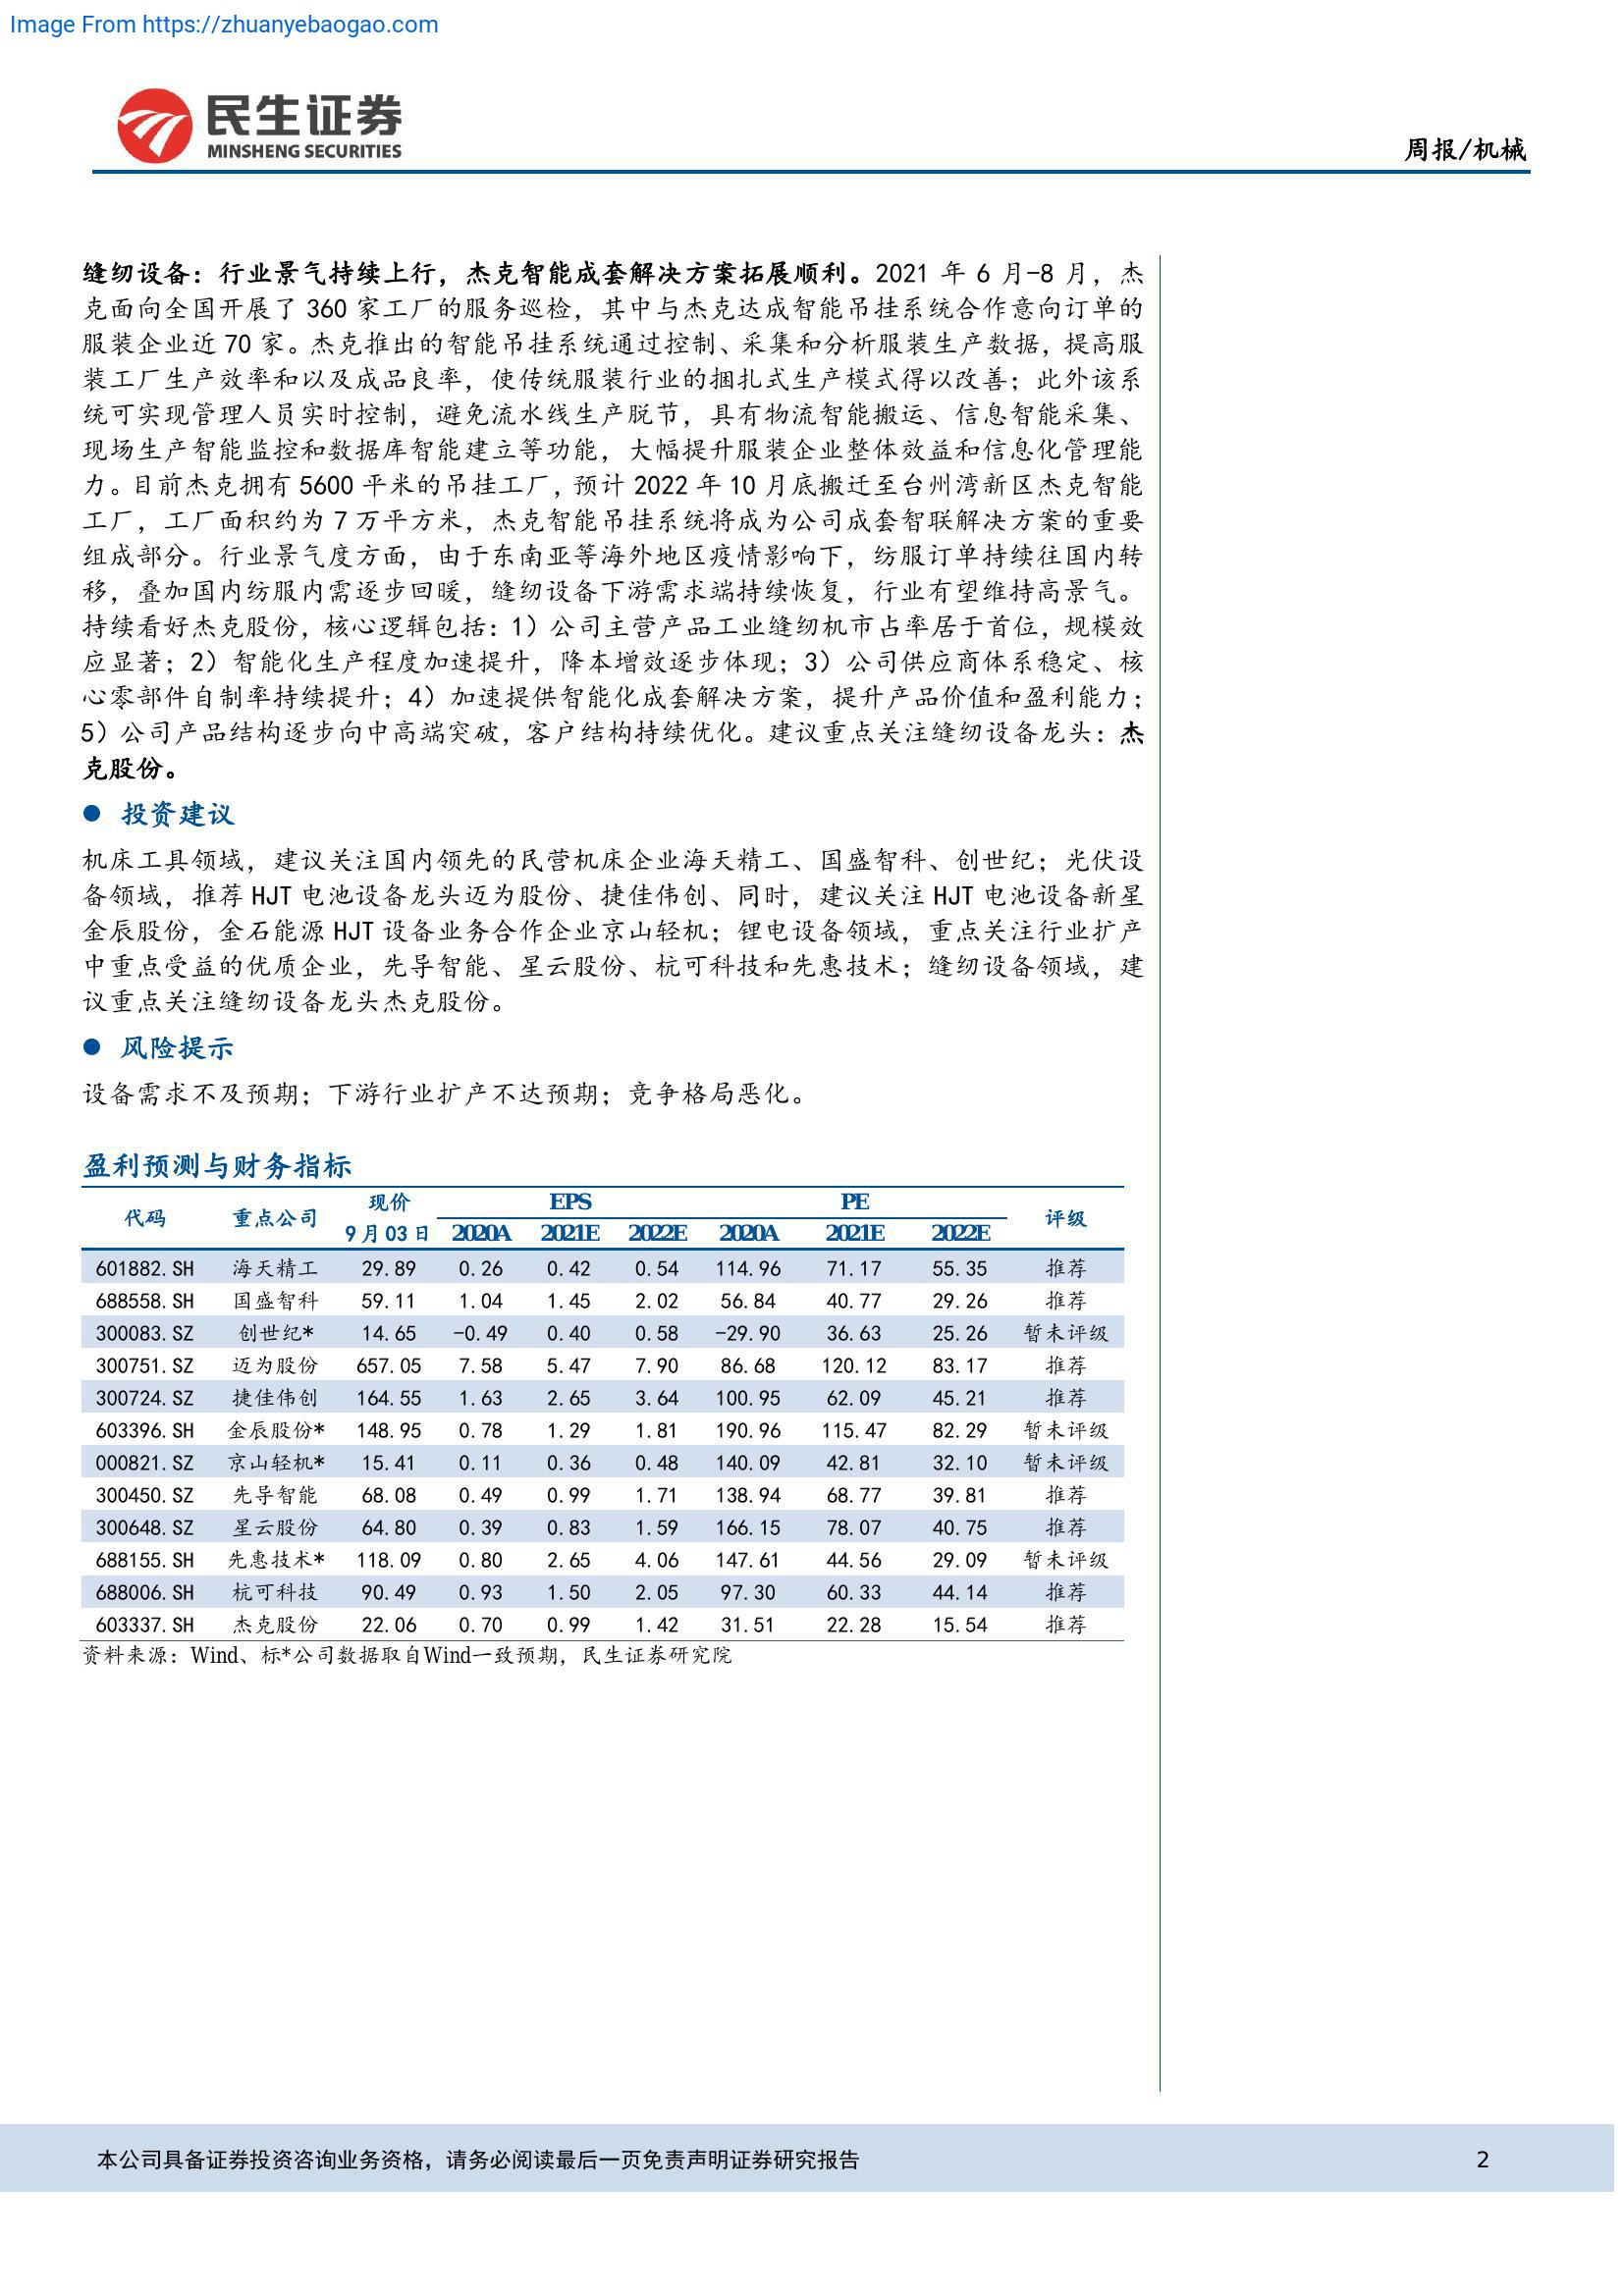 Image From https://zhuanyebaogao.com
民生证券
MINSHENG SECURITIES
周报/机械
缝纫设备：行业景气持续上行，杰克智能成套解决方案拓展顺利。2021 年 6 月-8 月，杰
克面向全国开展了 360 家工厂的服务巡检，其中与杰克达成智能吊挂系统合作意向订单的
服装企业近 70 家。杰克推出的智能吊挂系统通过控制、采集和分析服装生产数据，提高服
装工厂生产效率和以及成品良率，使传统服装行业的捆扎式生产模式得以改善；此外该系
统可实现管理人员实时控制，避免流水线生产脱节，具有物流智能搬运、信息智能采集、
现场生产智能监控和数据库智能建立等功能，大幅提升服装企业整体效益和信息化管理能
力。目前杰克拥有 5600 平米的吊挂工厂，预计 2022 年 10 月底搬迁至台州湾新区杰克智能
工厂，工厂面积约为 7 万平方米，杰克智能吊挂系统将成为公司成套智联解决方案的重要
组成部分。行业景气度方面，由于东南亚等海外地区疫情影响下，纺服订单持续往国内转
移，叠加国内纺服内需逐步回暖，缝纫设备下游需求端持续恢复，行业有望维持高景气。
持续看好杰克股份，核心逻辑包括：1）公司主营产品工业缝纫机市占率居于首位，规模效
应显著；2）智能化生产程度加速提升，降本增效逐步体现；3）公司供应商体系稳定、核
心零部件自制率持续提升；4）加速提供智能化成套解决方案，提升产品价值和盈利能力；
5）公司产品结构逐步向中高端突破，客户结构持续优化。建议重点关注缝纫设备龙头：杰
克股份。
● 投资建议
机床工具领域，建议关注国内领先的民营机床企业海天精工、国盛智科、创世纪；光伏设
备领域，推荐 HJT 电池设备龙头迈为股份、捷佳伟创、同时，建议关注 HJT 电池设备新星
金辰股份，金石能源 HJT 设备业务合作企业京山轻机；锂电设备领域，重点关注行业扩产
中重点受益的优质企业，先导智能、星云股份、杭可科技和先惠技术；缝纫设备领域，建
议重点关注缝纫设备龙头杰克股份。
● 风险提示
设备需求不及预期；下游行业扩产不达预期；竞争格局恶化。
盈利预测与财务指标
代码 重点公司 现价 EPS PE 评级
9 月 03 日 2020A 2021E 2022E 2020A 2021E 2022E
601882.SH 海天精工 29.89 0.26 0.42 0.54 114.96 71.17 55.35 推荐
688558.SH 国盛智科 59.11 1.04 1.45 2.02 56.84 40.77 29.26 推荐
300083.SZ 创世纪* 14.65 -0.49 0.40 0.58 -29.90 36.63 25.26 暂未评级
300751.SZ 迈为股份 657.05 7.58 5.47 7.90 86.68 120.12 83.17 推荐
300724.SZ 捷佳伟创 164.55 1.63 2.65 3.64 100.95 62.09 45.21 推荐
603396.SH 金辰股份* 148.95 0.78 1.29 1.81 190.96 115.47 82.29 暂未评级
000821.SZ 京山轻机* 15.41 0.11 0.36 0.48 140.09 42.81 32.10 暂未评级
300450.SZ 先导智能 68.08 0.49 0.99 1.71 138.94 68.77 39.81 推荐
300648.SZ 星云股份 64.80 0.39 0.83 1.59 166.15 78.07 40.75 推荐
688155.SH 先惠技术* 118.09 0.80 2.65 4.06 147.61 44.56 29.09 暂未评级
688006.SH 杭可科技 90.49 0.93 1.50 2.05 97.30 60.33 44.14 推荐
603337.SH 杰克股份 22.06 0.70 0.99 1.42 31.51 22.28 15.54 推荐
资料来源：Wind、标*公司数据取自Wind一致预期，民生证券研究院
本公司具备证券投资咨询业务资格，请务必阅读最后一页免责声明证券研究报告 2